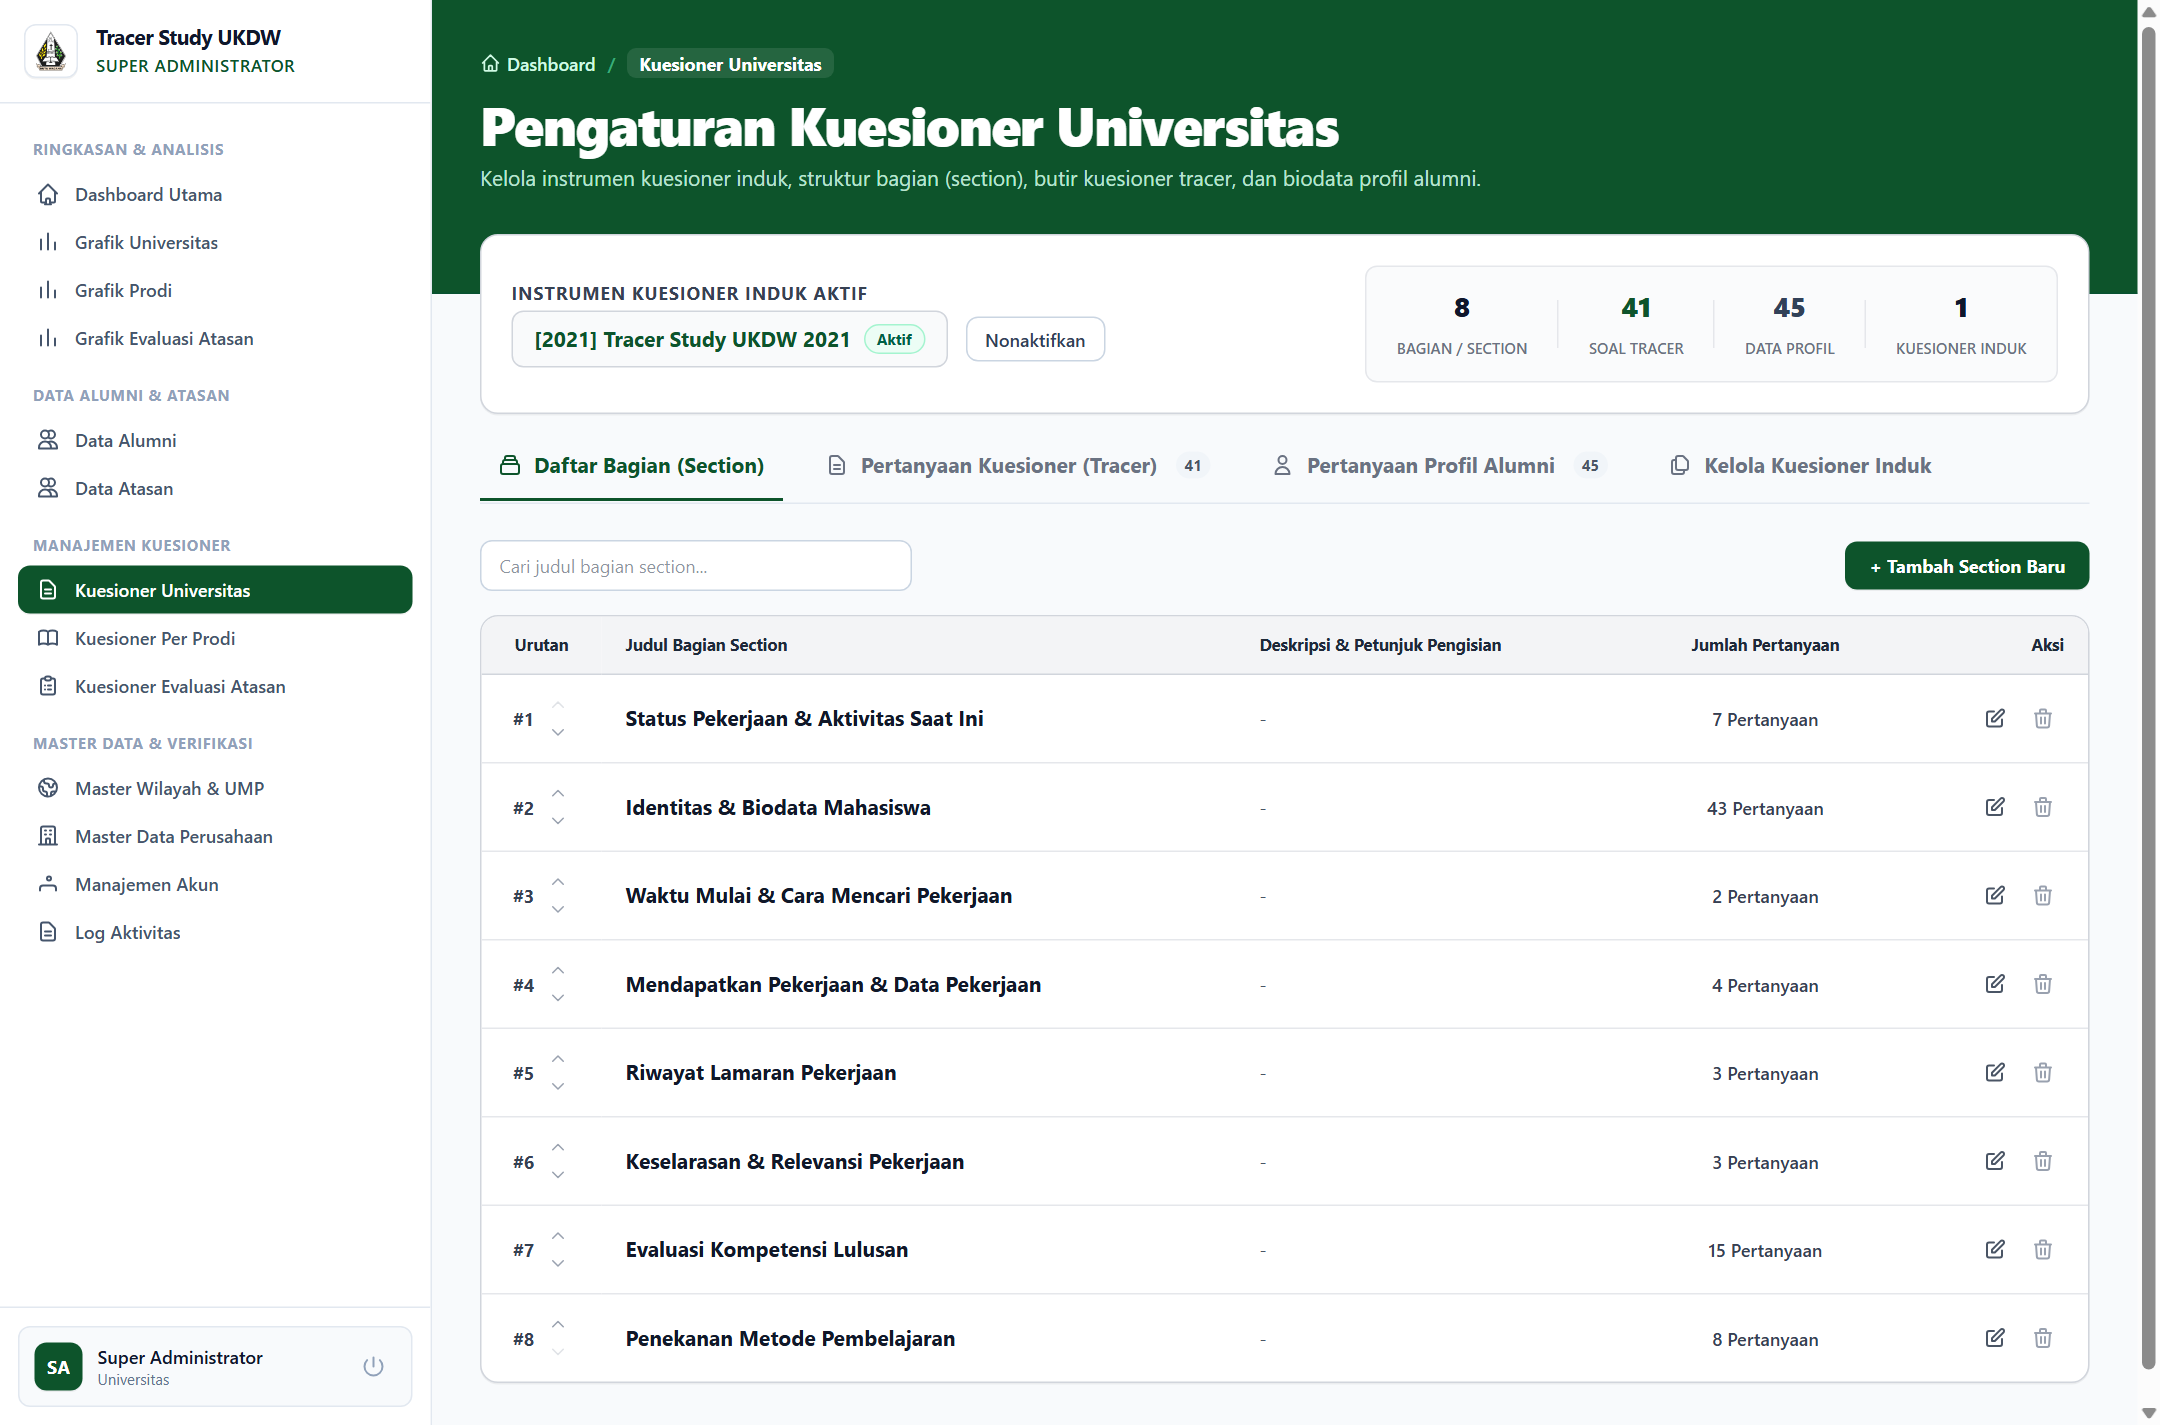 Tracer Study UKDW
SUPER ADMINISTRATOR
RINGKASAN & ANALISIS
Dashboard Utama
Grafik Universitas
Grafik Prodi
Grafik Evaluasi Atasan
DATA ALUMNI & ATASAN
Data Alumni
Data Atasan
MANAJEMEN KUESIONER
Kuesioner Universitas
Kuesioner Per Prodi
Kuesioner Evaluasi Atasan
MASTER DATA & VERIFIKASI
Master Wilayah & UMP
Master Data Perusahaan
Manajemen Akun
Log Aktivitas
SA
Super Administrator
Universitas
Dashboard / Kuesioner Universitas
Pengaturan Kuesioner Universitas
Kelola instrumen kuesioner induk, struktur bagian (section), butir kuesioner tracer, dan biodata profil alumni.
INSTRUMEN KUESIONER INDUK AKTIF
[2021] Tracer Study UKDW 2021 Aktif Nonaktifkan
8 41 45 1
BAGIAN / SECTION SOAL TRACER DATA PROFIL KUESIONER INDUK
Daftar Bagian (Section) Pertanyaan Kuesioner (Tracer) 41 Pertanyaan Profil Alumni 45 Kelola Kuesioner Induk
Cari judul bagian section... + Tambah Section Baru
Urutan Judul Bagian Section Deskripsi & Petunjuk Pengisian Jumlah Pertanyaan Aksi
#1 Status Pekerjaan & Aktivitas Saat Ini - 7 Pertanyaan
#2 Identitas & Biodata Mahasiswa - 43 Pertanyaan
#3 Waktu Mulai & Cara Mencari Pekerjaan - 2 Pertanyaan
#4 Mendapatkan Pekerjaan & Data Pekerjaan - 4 Pertanyaan
#5 Riwayat Lamaran Pekerjaan - 3 Pertanyaan
#6 Keselarasan & Relevansi Pekerjaan - 3 Pertanyaan
#7 Evaluasi Kompetensi Lulusan - 15 Pertanyaan
#8 Penekanan Metode Pembelajaran - 8 Pertanyaan